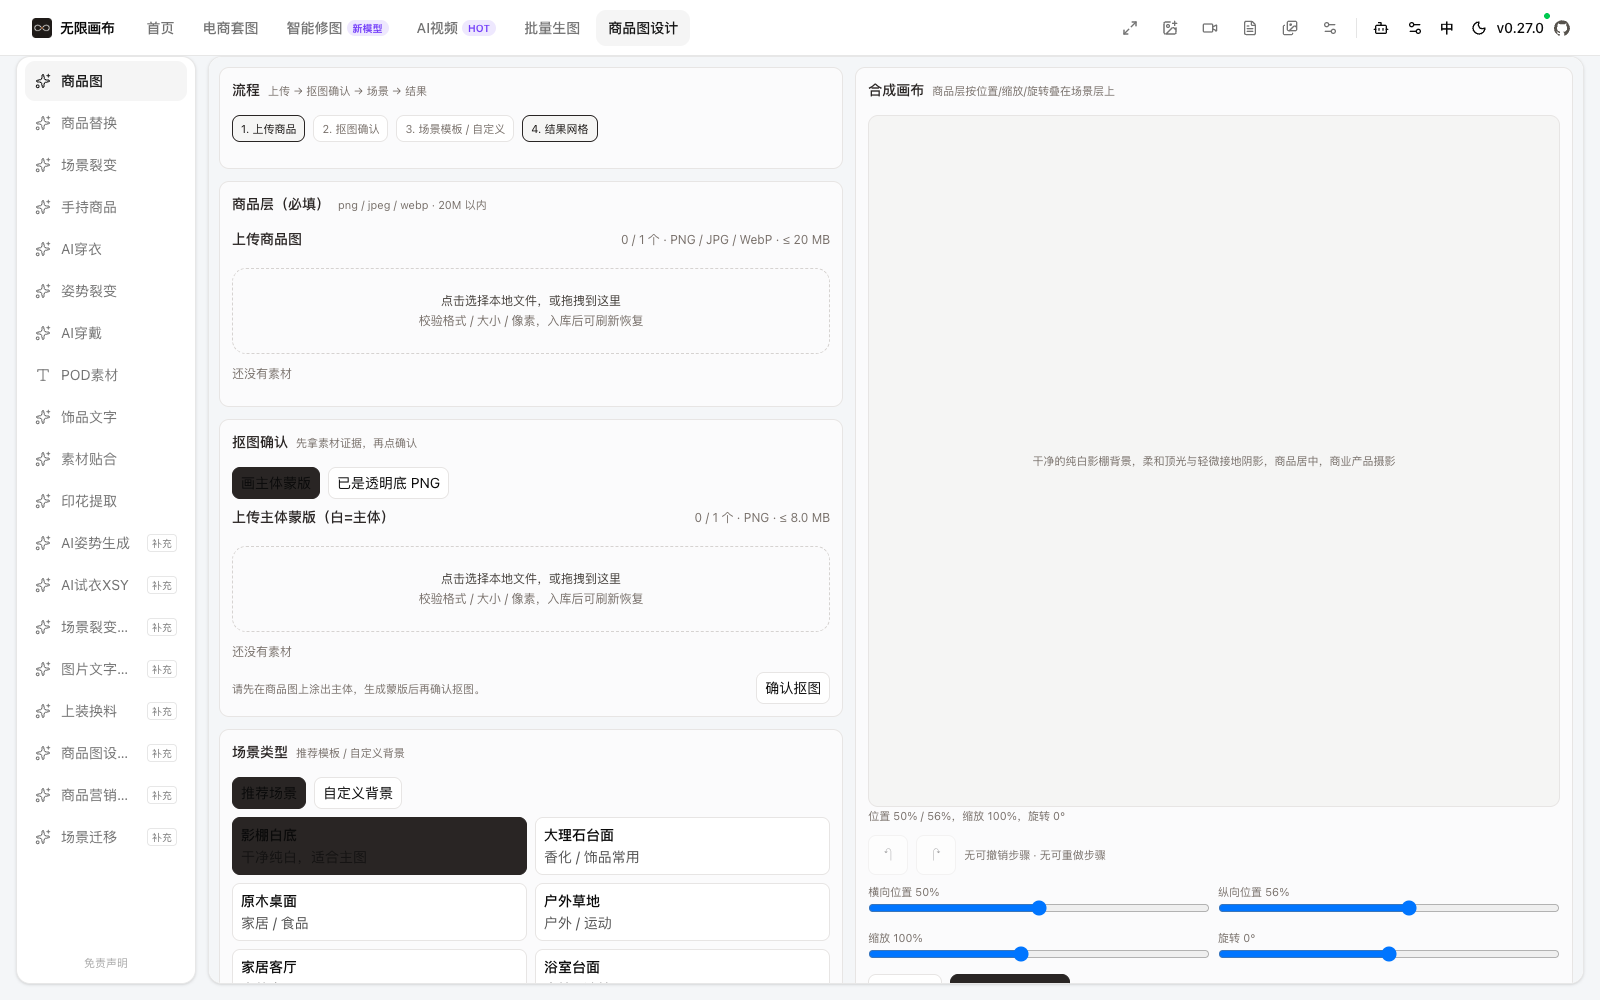 无限画布
首页
电商套图
智能修图 新模型
AI视频 HOT
批量生图
商品图设计
中
v0.27.0
商品图
商品替换
场景裂变
手持商品
AI穿衣
姿势裂变
AI穿戴
POD素材
饰品文字
素材贴合
印花提取
AI姿势生成 补充
AI试衣XSY 补充
场景裂变... 补充
图片文字... 补充
上装换料 补充
商品图设... 补充
商品营销... 补充
场景迁移 补充
免责声明
流程 上传 → 抠图确认 → 场景 → 结果
1. 上传商品
2. 抠图确认
3. 场景模板 / 自定义
4. 结果网格
商品层（必填） png / jpeg / webp · 20M 以内
上传商品图
0 / 1 个 · PNG / JPG / WebP · ≤ 20 MB
点击选择本地文件，或拖拽到这里
校验格式 / 大小 / 像素，入库后可刷新恢复
还没有素材
抠图确认 先拿素材证据，再点确认
画主体蒙版
已是透明底 PNG
上传主体蒙版（白=主体）
0 / 1 个 · PNG · ≤ 8.0 MB
点击选择本地文件，或拖拽到这里
校验格式 / 大小 / 像素，入库后可刷新恢复
还没有素材
请先在商品图上涂出主体，生成蒙版后再确认抠图。
确认抠图
场景类型 推荐模板 / 自定义背景
推荐场景
自定义背景
影棚白底
干净纯白，适合主图
大理石台面
香化 / 饰品常用
原木桌面
家居 / 食品
户外草地
户外 / 运动
家居客厅
浴室台面
合成画布 商品层按位置/缩放/旋转叠在场景层上
干净的纯白影棚背景，柔和顶光与轻微接地阴影，商品居中，商业产品摄影
位置 50% / 56%，缩放 100%，旋转 0°
无可撤销步骤 · 无可重做步骤
横向位置 50%
纵向位置 56%
缩放 100%
旋转 0°